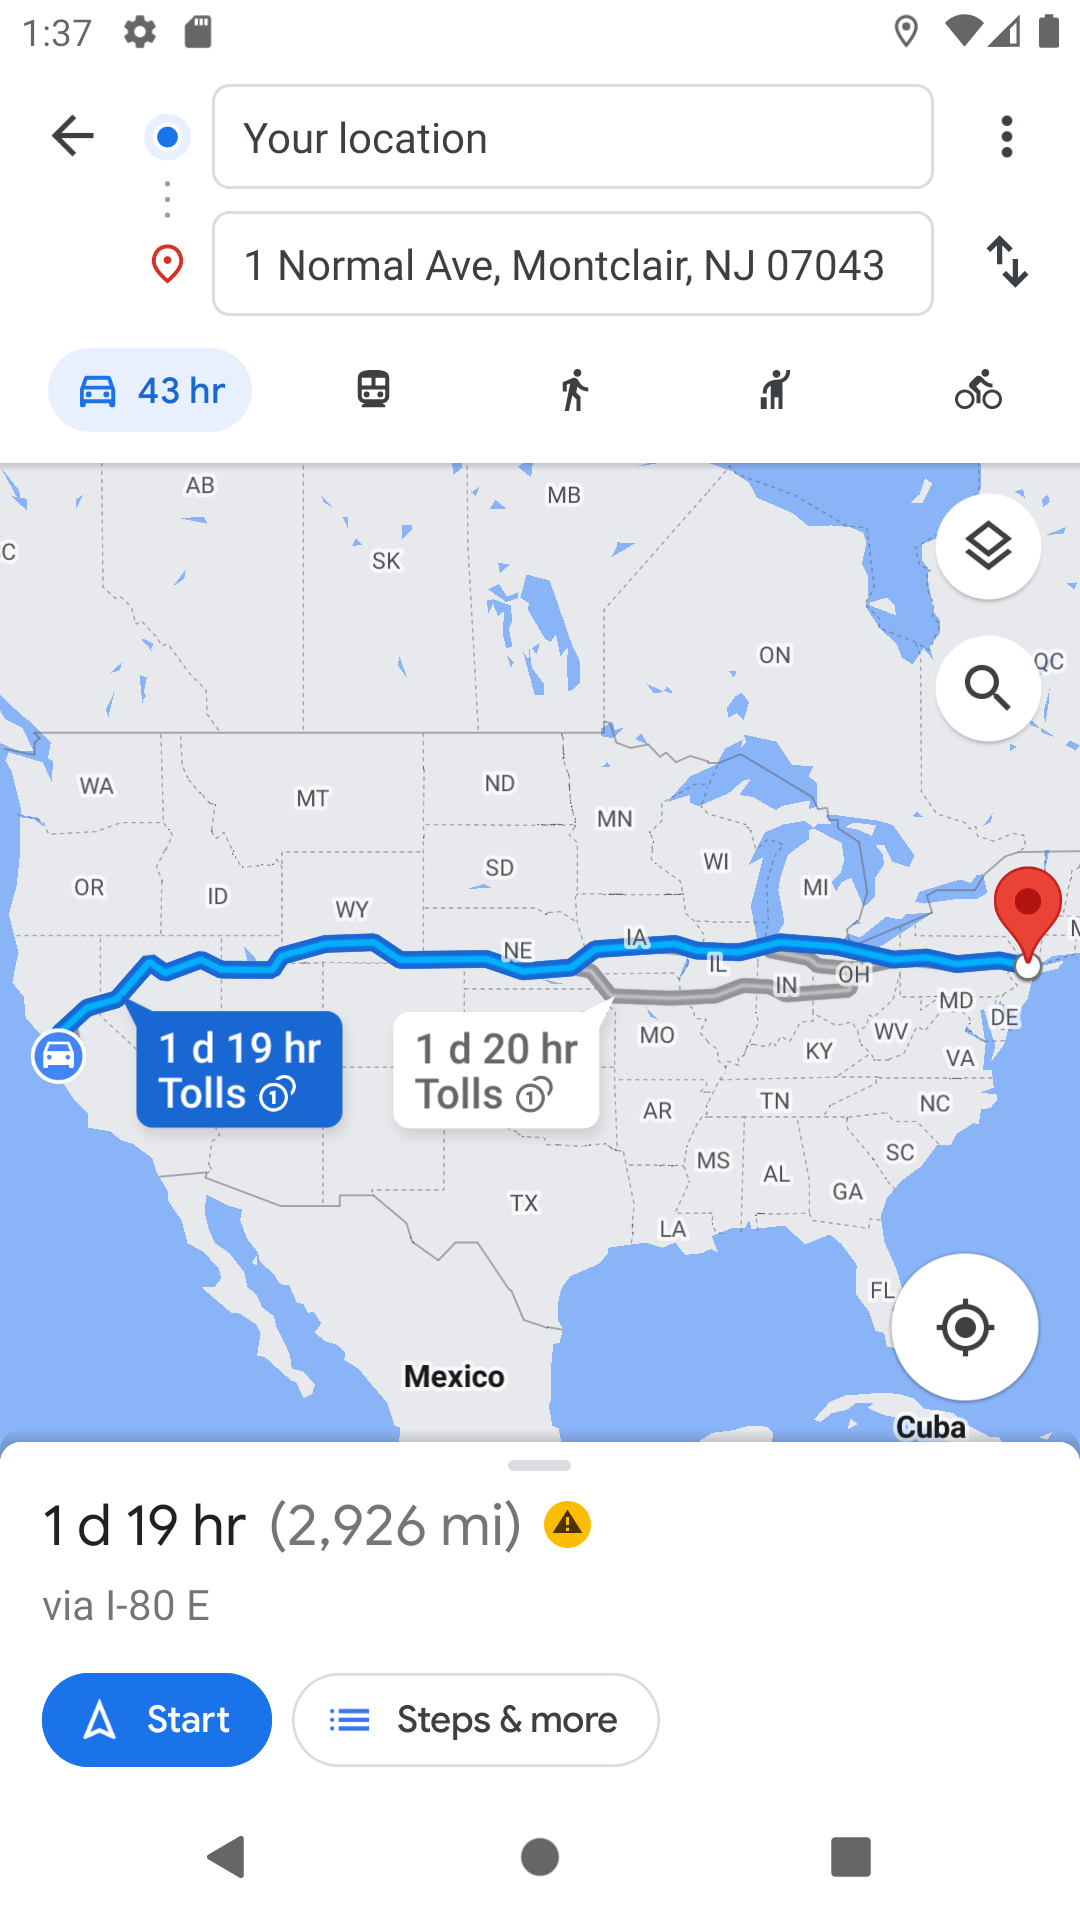 1:37
Your location
1 Normal Ave, Montclair, NJ 07043
43 hr
AB
MB
C
SK
ON
QC
WA
MT
ND
MN
OR
ID
SD
WI
MI
WY
M
NE
IA
IL
IN
OH
MD
DE
1 d 19 hr
Tolls 1
1 d 20 hr
Tolls 1
MO
WV
KY
VA
AR
TN
NC
MS
AL
SC
GA
TX
LA
FL
Mexico
Cuba
1 d 19 hr (2,926 mi)
via I-80 E
Start
Steps & more